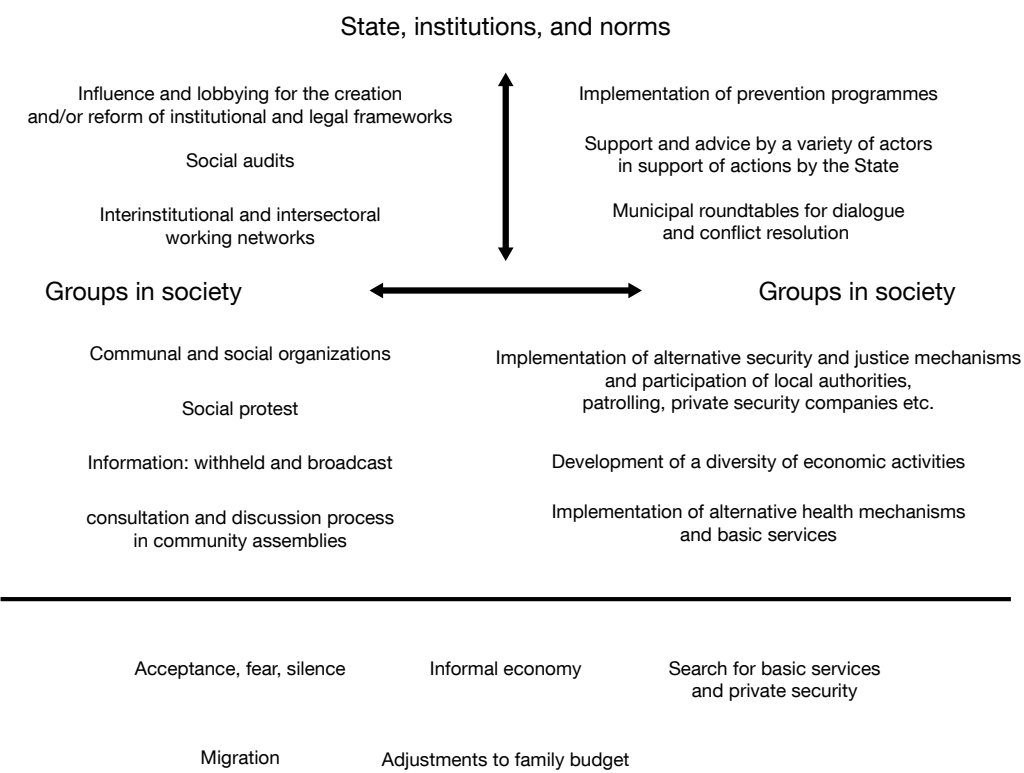 State, institutions, and norms
Influence and lobbying for the creation
and/or reform of institutional and legal frameworks
Social audits
Interinstitutional and intersectoral
working networks
Implementation of prevention programmes
Support and advice by a variety of actors
in support of actions by the State
Municipal roundtables for dialogue
and conflict resolution
Groups in society
Groups in society
Communal and social organizations
Social protest
Information: withheld and broadcast
consultation and discussion process
in community assemblies
Implementation of alternative security and justice mechanisms
and participation of local authorities,
patrolling, private security companies etc.
Development of a diversity of economic activities
Implementation of alternative health mechanisms
and basic services
Acceptance, fear, silence
Informal economy
Search for basic services
and private security
Migration
Adjustments to family budget